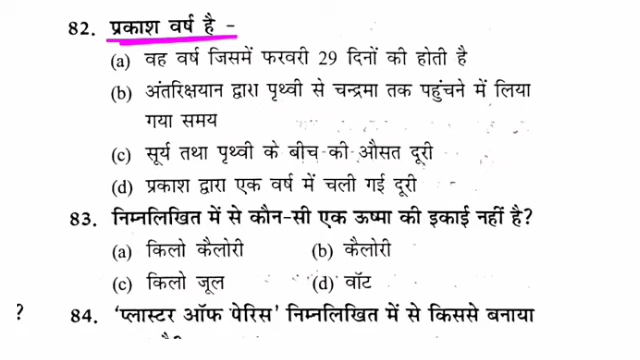 82. प्रकाश वर्ष है -
(a) वह वर्ष जिसमें फरवरी 29 दिनों की होती है
(b) अंतरिक्षयान द्वारा पृथ्वी से चन्द्रमा तक पहुंचने में लिया
गया समय
(c) सूर्य तथा पृथ्वी के बीच की औसत दूरी
(d) प्रकाश द्वारा एक वर्ष में चली गई दूरी
83. निम्नलिखित में से कौन-सी एक ऊष्मा की इकाई नहीं है?
(a) किलो कैलोरी (b) कैलोरी
(c) किलो जूल (d) वॉट
? 84. 'प्लास्टर ऑफ पेरिस' निम्नलिखित में से किससे बनाया